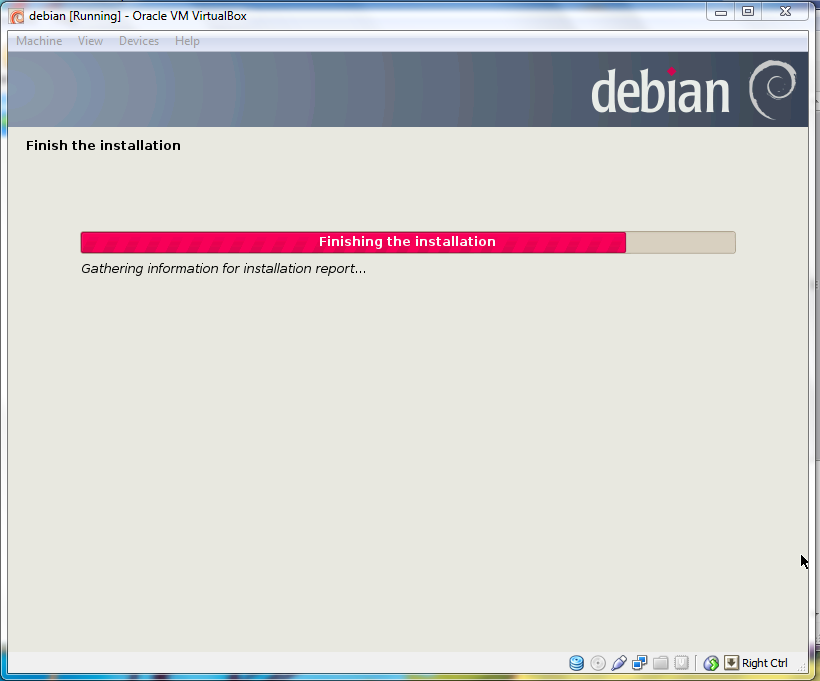 debian [Running] - Oracle VM VirtualBox
Machine View Devices Help
debian
Finish the installation
Finishing the installation
Gathering information for installation report...
Right Ctrl